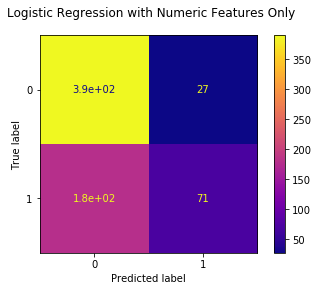 Logistic Regression with Numeric Features Only
0
3.9e+02
27
1
1.8e+02
71
0
1
True label
Predicted label
350
300
250
200
150
100
50